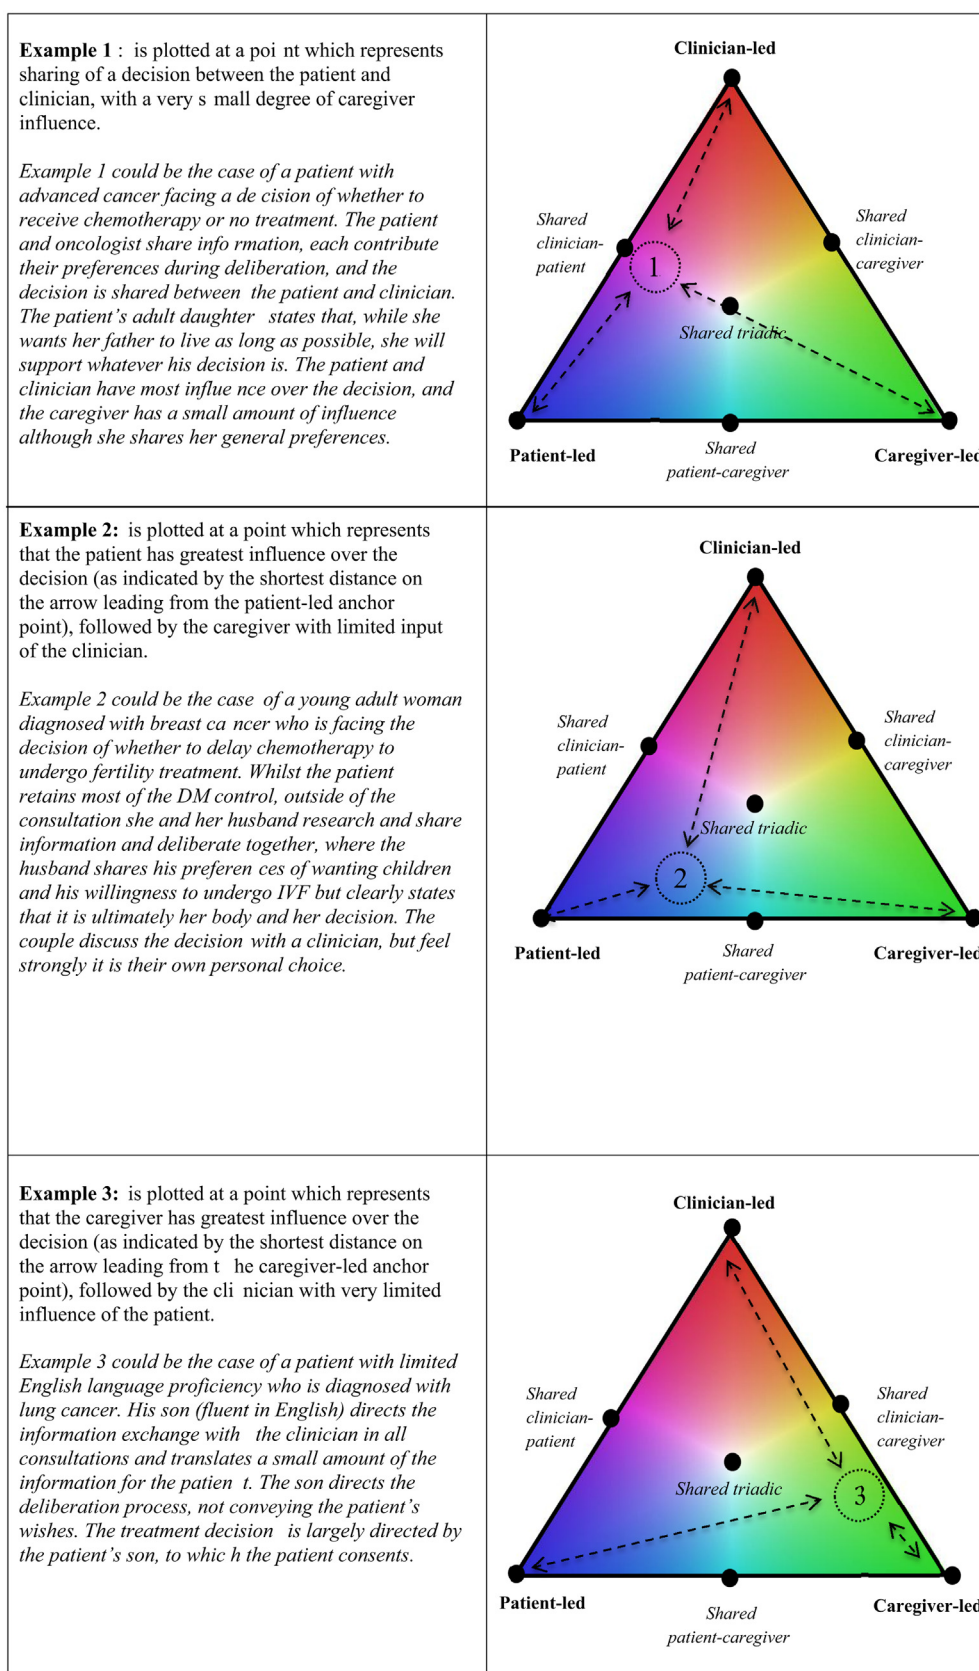 Example 1 : is plotted at a poi nt which represents
sharing of a decision between the patient and
clinician, with a very s mall degree of caregiver
influence.
Example 1 could be the case of a patient with
advanced cancer facing a de cision of whether to
receive chemotherapy or no treatment. The patient
and oncologist share info rmation, each contribute
their preferences during deliberation, and the
decision is shared between the patient and clinician.
The patient's adult daughter states that, while she
wants her father to live as long as possible, she will
support whatever his decision is. The patient and
clinician have most influe nce over the decision, and
the caregiver has a small amount of influence
although she shares her general preferences.
Clinician-led
Shared
clinician-
patient
Shared
clinician-
caregiver
1
Shared triadic
Patient-led
Shared
patient-caregiver
Caregiver-led
Example 2: is plotted at a point which represents
that the patient has greatest influence over the
decision (as indicated by the shortest distance on
the arrow leading from the patient-led anchor
point), followed by the caregiver with limited input
of the clinician.
Example 2 could be the case of a young adult woman
diagnosed with breast ca ncer who is facing the
decision of whether to delay chemotherapy to
undergo fertility treatment. Whilst the patient
retains most of the DM control, outside of the
consultation she and her husband research and share
information and deliberate together, where the
husband shares his preferen ces of wanting children
and his willingness to undergo IVF but clearly states
that it is ultimately her body and her decision. The
couple discuss the decision with a clinician, but feel
strongly it is their own personal choice.
Clinician-led
Shared
clinician-
patient
Shared
clinician-
caregiver
Shared triadic
2
Patient-led
Shared
patient-caregiver
Caregiver-led
Example 3: is plotted at a point which represents
that the caregiver has greatest influence over the
decision (as indicated by the shortest distance on
the arrow leading from t he caregiver-led anchor
point), followed by the cli nician with very limited
influence of the patient.
Example 3 could be the case of a patient with limited
English language proficiency who is diagnosed with
lung cancer. His son (fluent in English) directs the
information exchange with the clinician in all
consultations and translates a small amount of the
information for the patien t. The son directs the
deliberation process, not conveying the patient's
wishes. The treatment decision is largely directed by
the patient's son, to whic h the patient consents.
Clinician-led
Shared
clinician-
patient
Shared
clinician-
caregiver
Shared triadic
3
Patient-led
Shared
patient-caregiver
Caregiver-led